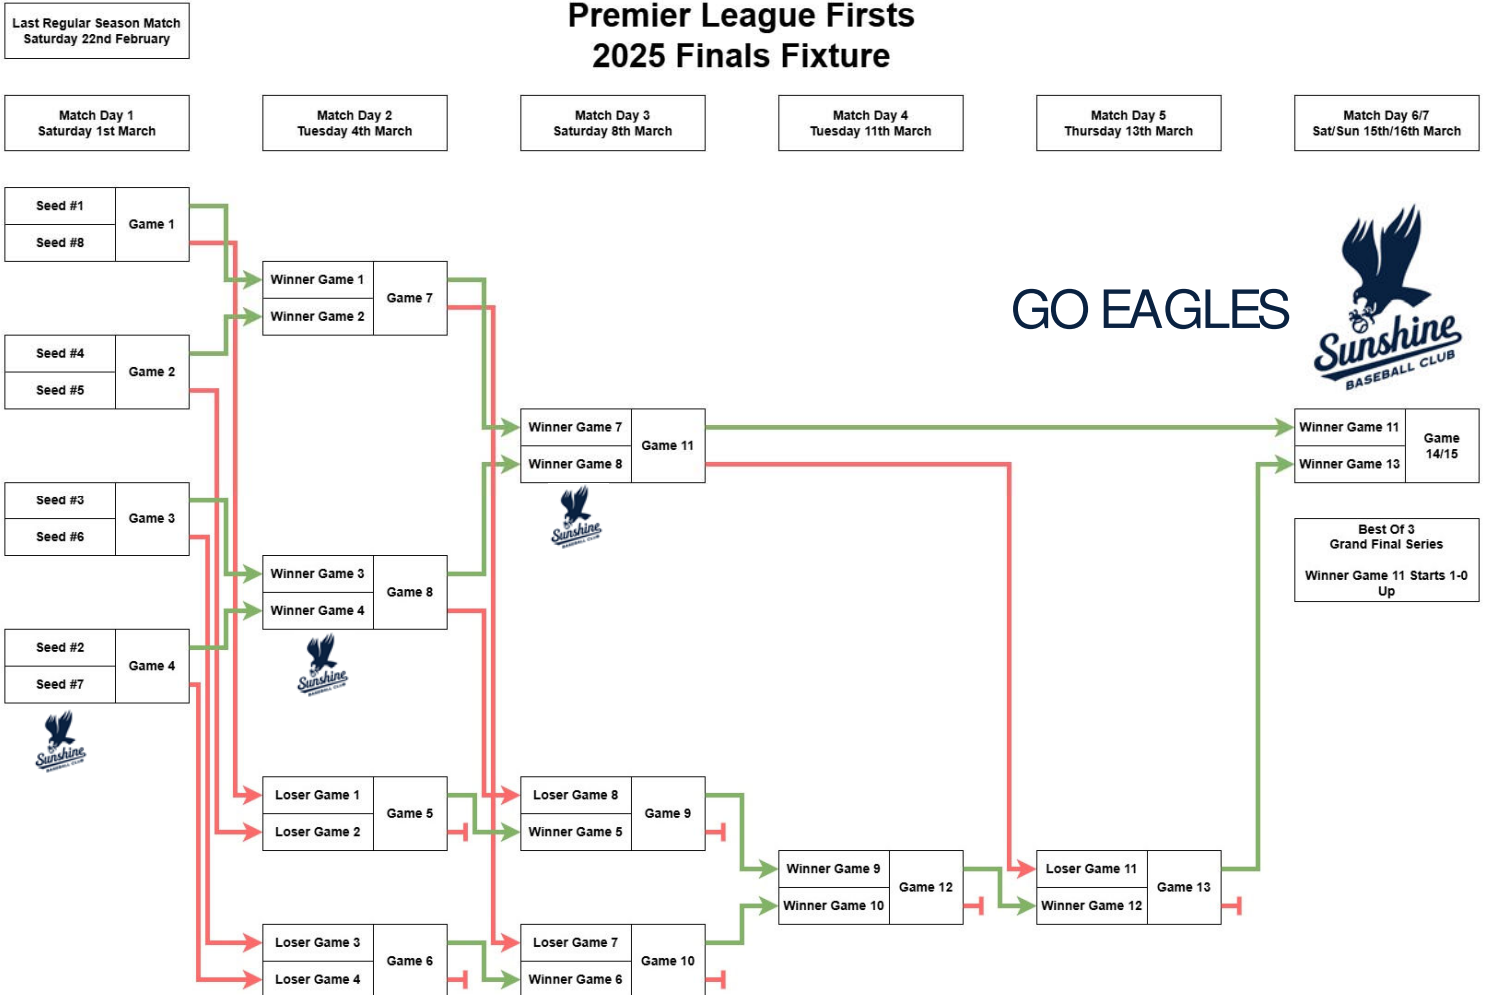 Last Regular Season Match
Saturday 22nd February
Premier League Firsts
2025 Finals Fixture
Match Day 1
Saturday 1st March
Match Day 2
Tuesday 4th March
Match Day 3
Saturday 8th March
Match Day 4
Tuesday 11th March
Match Day 5
Thursday 13th March
Match Day 6/7
Sat/Sun 15th/16th March
Seed #1
Seed #8
Game 1
Seed #4
Seed #5
Game 2
Seed #3
Seed #6
Game 3
Seed #2
Seed #7
Game 4
Sunshine
BASEBALL CLUB
Winner Game 1
Winner Game 2
Game 7
Winner Game 3
Winner Game 4
Game 8
Sunshine
BASEBALL CLUB
Loser Game 1
Loser Game 2
Game 5
Loser Game 3
Loser Game 4
Game 6
Winner Game 7
Winner Game 8
Game 11
Sunshine
BASEBALL CLUB
Loser Game 8
Winner Game 5
Game 9
Loser Game 7
Winner Game 6
Game 10
Winner Game 9
Winner Game 10
Game 12
Loser Game 11
Winner Game 12
Game 13
GO EAGLES
Sunshine
BASEBALL CLUB
Winner Game 11
Winner Game 13
Game
14/15
Best Of 3
Grand Final Series
Winner Game 11 Starts 1-0
Up